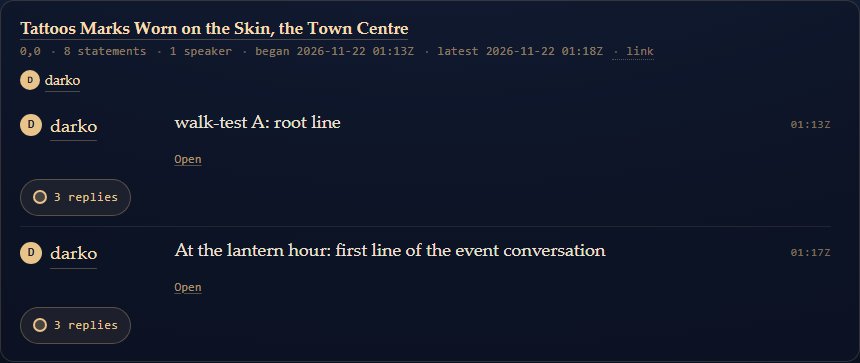 Tattoos Marks Worn on the Skin, the Town Centre
0,0 · 8 statements · 1 speaker · began 2026-11-22 01:13Z · latest 2026-11-22 01:18Z · link
D darko
D darko walk-test A: root line 01:13Z
Open
3 replies
D darko At the lantern hour: first line of the event conversation 01:17Z
Open
3 replies